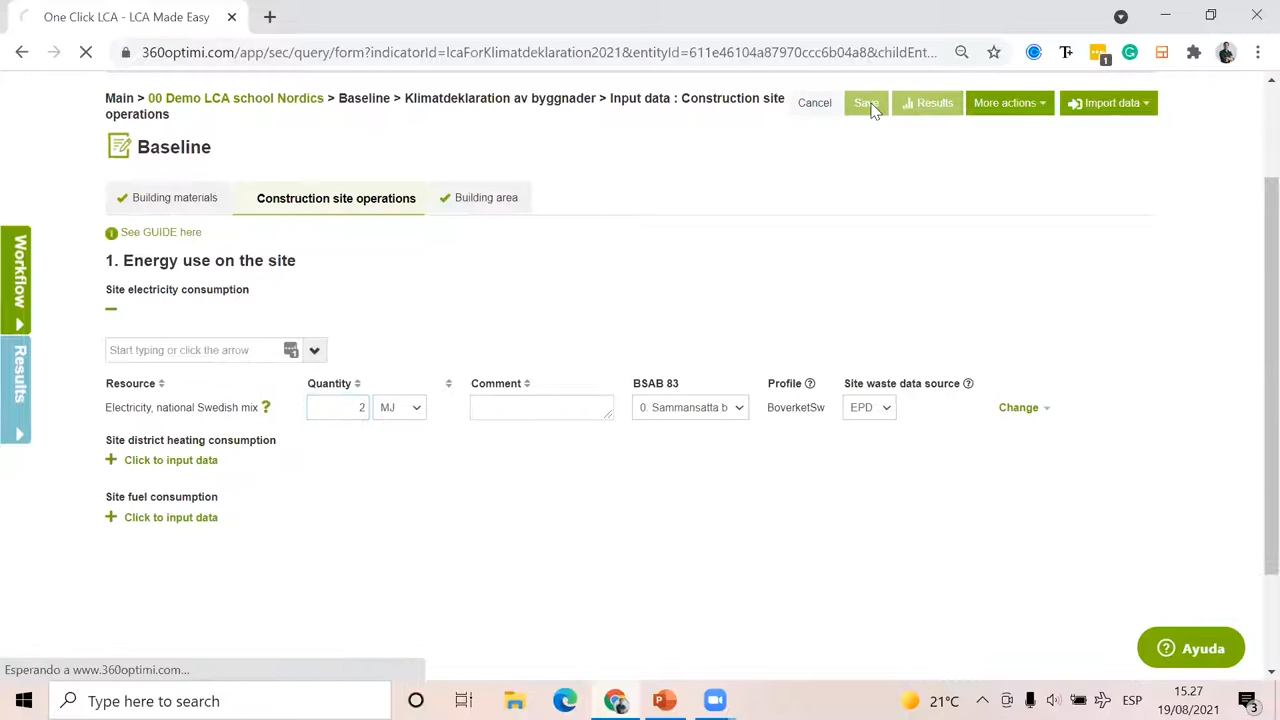 One Click LCA - LCA Made Easy
360optimi.com/app/sec/query/form?indicatorId=lcaForKlimatdeklaration2021&entityId=611e46104a87970ccc6b04a8&childEnt...
1
Main > 00 Demo LCA school Nordics > Baseline > Klimatdeklaration av byggnader > Input data : Construction site
operations
Cancel
Save
Results
More actions
Import data
Baseline
Building materials
Construction site operations
Building area
See GUIDE here
1. Energy use on the site
Site electricity consumption
Start typing or click the arrow
Resource Quantity Comment BSAB 83 Profile Site waste data source
Electricity, national Swedish mix ? 2 MJ 0. Sammansatta b BoverketSw EPD Change
Site district heating consumption
+ Click to input data
Site fuel consumption
+ Click to input data
Workflow
Results
Ayuda
Esperando a www.360optimi.com...
Type here to search
21°C
ESP
15.27
19/08/2021
3